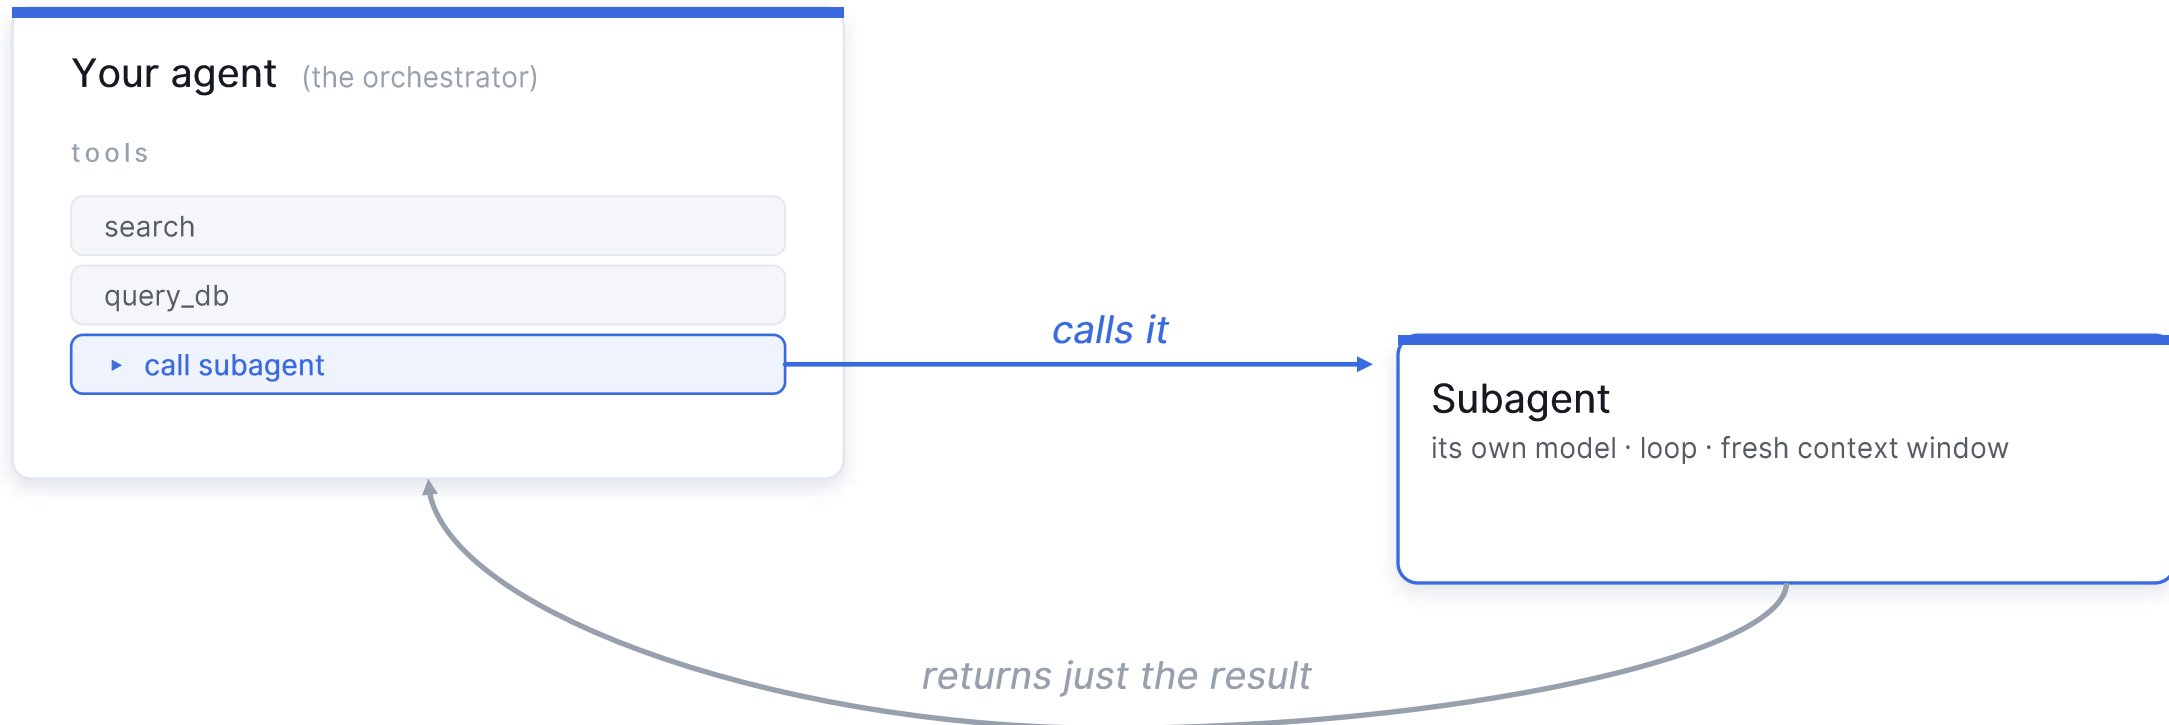 Your agent (the orchestrator)
tools
search
query_db
▸ call subagent
calls it
Subagent
its own model · loop · fresh context window
returns just the result